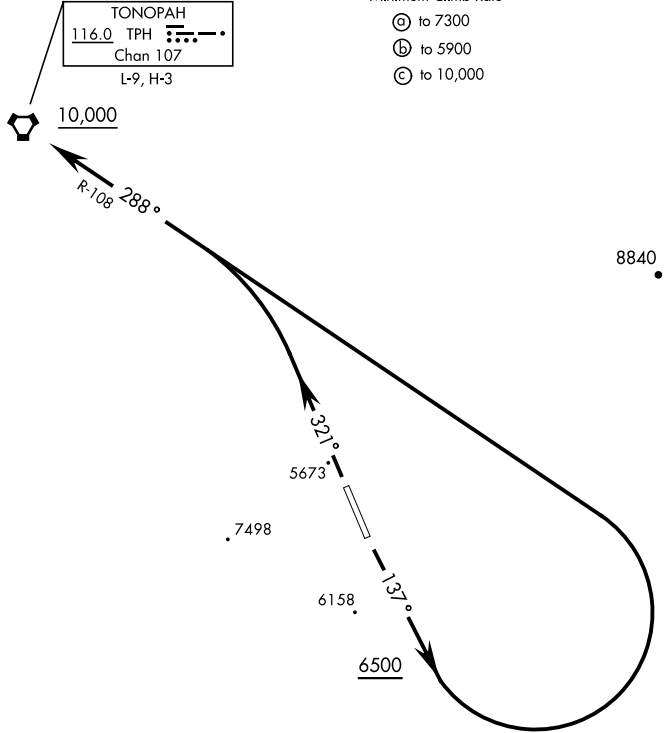 TONOPAH
116.0 TPH
Chan 107
L-9, H-3
ⓐ to 7300
ⓑ to 5900
ⓒ to 10,000
10,000
R-108
288°
8840
321°
5673
7498
137°
6158
6500